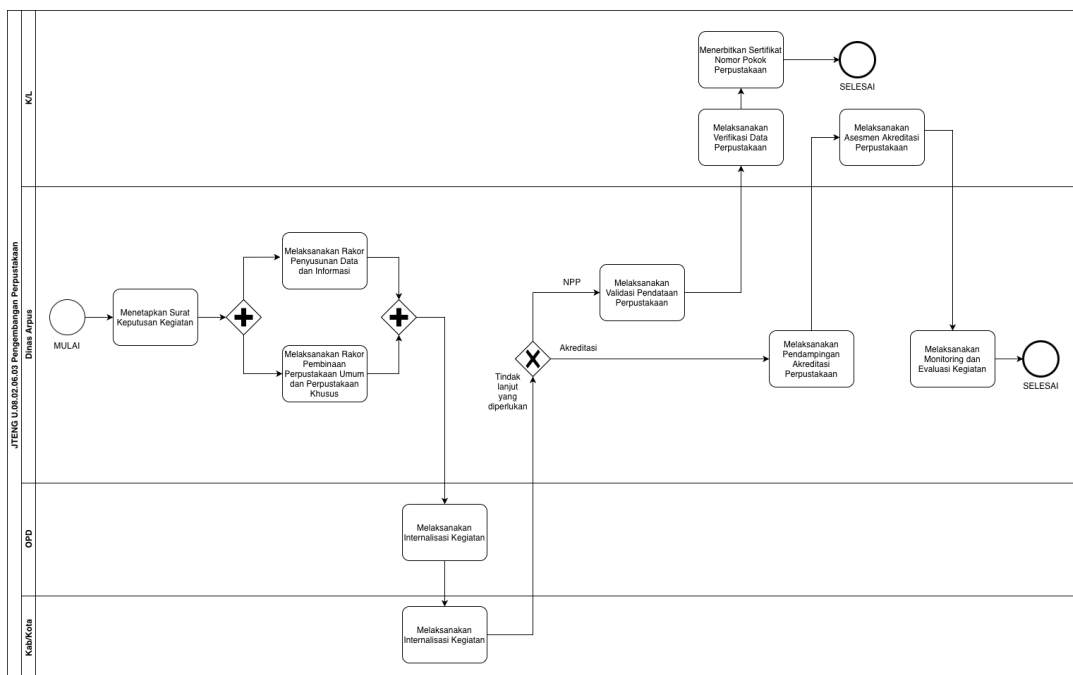 JTENG U.08.02.06.03 Pengembangan Perpustakaan
K/L
Menerbitkan Sertifikat
Nomor Pokok
Perpustakaan
SELESAI
Melaksanakan
Verifikasi Data
Perpustakaan
Melaksanakan
Asesmen Akreditasi
Perpustakaan
Dinas Arpus
MULAI
Menetapkan Surat
Keputusan Kegiatan
Melaksanakan Rakor
Penyusunan Data
dan Informasi
Melaksanakan Rakor
Pembinaan
Perpustakaan Umum
dan Perpustakaan
Khusus
Tindak
lanjut
yang
diperlukan
NPP
Melaksanakan
Validasi Pendataan
Perpustakaan
Akreditasi
Melaksanakan
Pendampingan
Akreditasi
Perpustakaan
Melaksanakan
Monitoring dan
Evaluasi Kegiatan
SELESAI
OPD
Melaksanakan
Internalisasi Kegiatan
Kab/Kota
Melaksanakan
Internalisasi Kegiatan